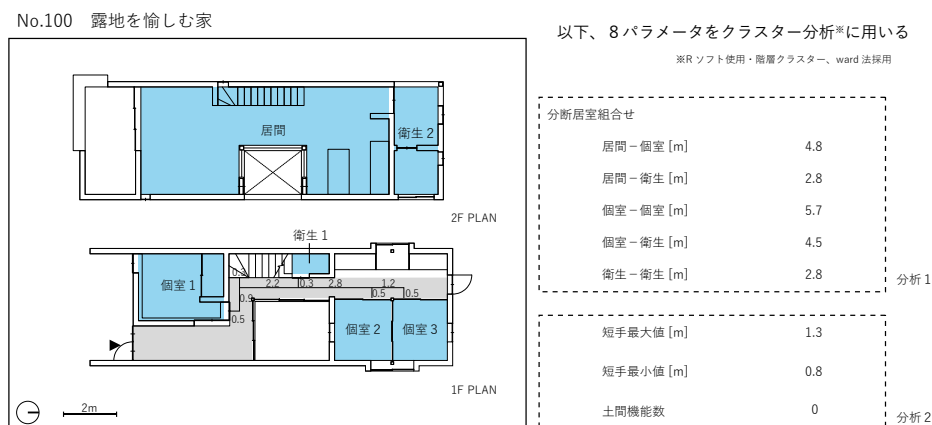 No.100　露地を愉しむ家
居間
衛生 2
2F PLAN
衛生 1
個室 1
0.3
2.2
0.3
2.8
1.2
0.9
0.5
0.5
0.5
個室 2
個室 3
1F PLAN
2m
以下、８パラメータをクラスター分析※に用いる
※R ソフト使用・階層クラスター、ward 法採用
分断居室組合せ
居間 − 個室 [m]　4.8
居間 − 衛生 [m]　2.8
個室 − 個室 [m]　5.7
個室 − 衛生 [m]　4.5
衛生 − 衛生 [m]　2.8
分析 1
短手最大値 [m]　1.3
短手最小値 [m]　0.8
土間機能数　0
分析 2